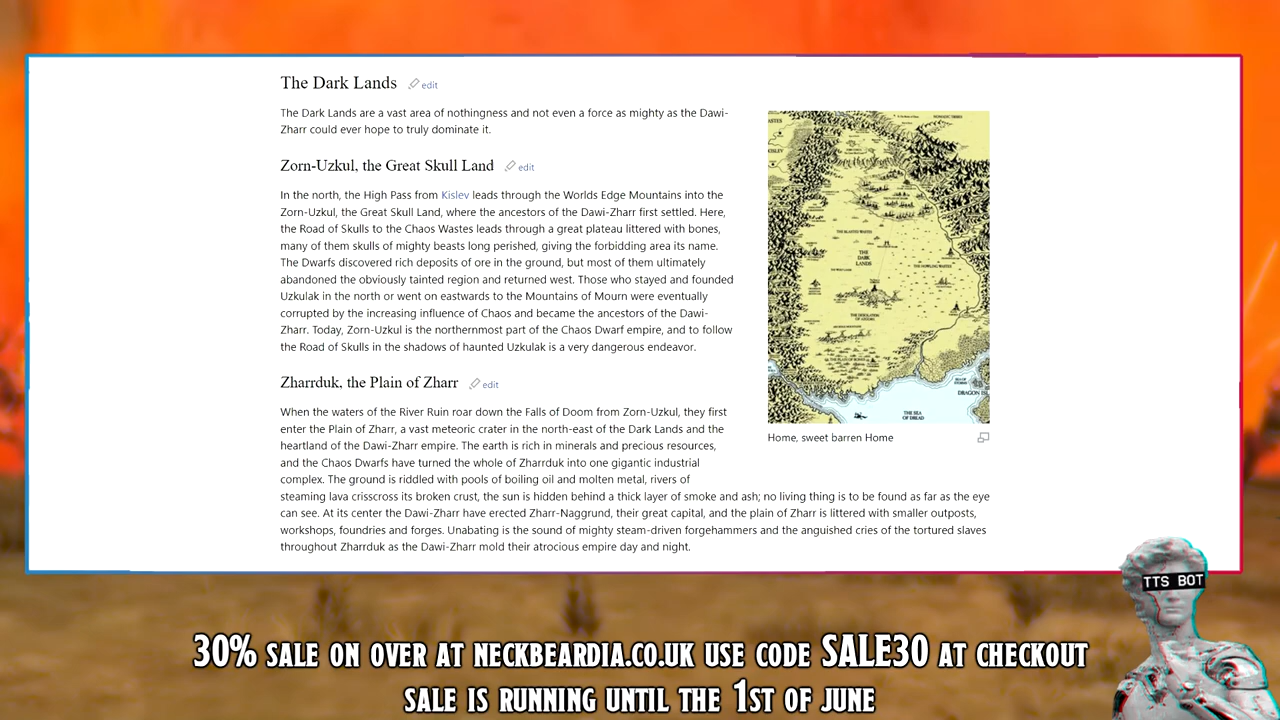 The Dark Lands edit
The Dark Lands are a vast area of nothingness and not even a force as mighty as the Dawi-
Zharr could ever hope to truly dominate it.
Zorn-Uzkul, the Great Skull Land edit
In the north, the High Pass from Kislev leads through the Worlds Edge Mountains into the
Zorn-Uzkul, the Great Skull Land, where the ancestors of the Dawi-Zharr first settled. Here,
the Road of Skulls to the Chaos Wastes leads through a great plateau littered with bones,
many of them skulls of mighty beasts long perished, giving the forbidding area its name.
The Dwarfs discovered rich deposits of ore in the ground, but most of them ultimately
abandoned the obviously tainted region and returned west. Those who stayed and founded
Uzkulak in the north or went on eastwards to the Mountains of Mourn were eventually
corrupted by the increasing influence of Chaos and became the ancestors of the Dawi-
Zharr. Today, Zorn-Uzkul is the northernmost part of the Chaos Dwarf empire, and to follow
the Road of Skulls in the shadows of haunted Uzkulak is a very dangerous endeavor.
Zharrduk, the Plain of Zharr edit
When the waters of the River Ruin roar down the Falls of Doom from Zorn-Uzkul, they first
enter the Plain of Zharr, a vast meteoric crater in the north-east of the Dark Lands and the
heartland of the Dawi-Zharr empire. The earth is rich in minerals and precious resources,
and the Chaos Dwarfs have turned the whole of Zharrduk into one gigantic industrial
complex. The ground is riddled with pools of boiling oil and molten metal, rivers of
steaming lava crisscross its broken crust, the sun is hidden behind a thick layer of smoke and ash; no living thing is to be found as far as the eye
can see. At its center the Dawi-Zharr have erected Zharr-Naggrund, their great capital, and the plain of Zharr is littered with smaller outposts,
workshops, foundries and forges. Unabating is the sound of mighty steam-driven forgehammers and the anguished cries of the tortured slaves
throughout Zharrduk as the Dawi-Zharr mold their atrocious empire day and night.
THE BLASTED WASTES
THE
DARK
LANDS
THE HOWLING WASTES
THE DESOLATION
OF AZGORH
THE PLAIN OF BONES
DRAGON ISL
THE SEA
OF DREAD
Home, sweet barren Home
TTS BOT
30% SALE ON OVER AT NECKBEARDIA.CO.UK USE CODE SALE30 AT CHECKOUT
SALE IS RUNNING UNTIL THE 1ST OF JUNE